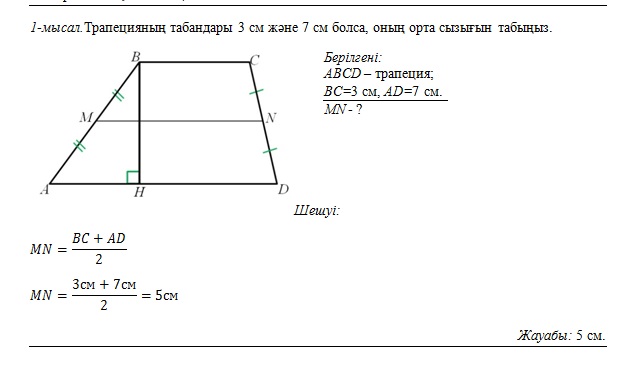 1-мысал.Трапецияның табандары 3 см және 7 см болса, оның орта сызығын табыңыз.
B C
M N
A H D
Берілгені:
ABCD – трапеция;
BC=3 см, AD=7 см.
MN - ?
Шешуі:
MN = (BC + AD)/2
MN = (3см + 7см)/2 = 5см
Жауабы: 5 см.